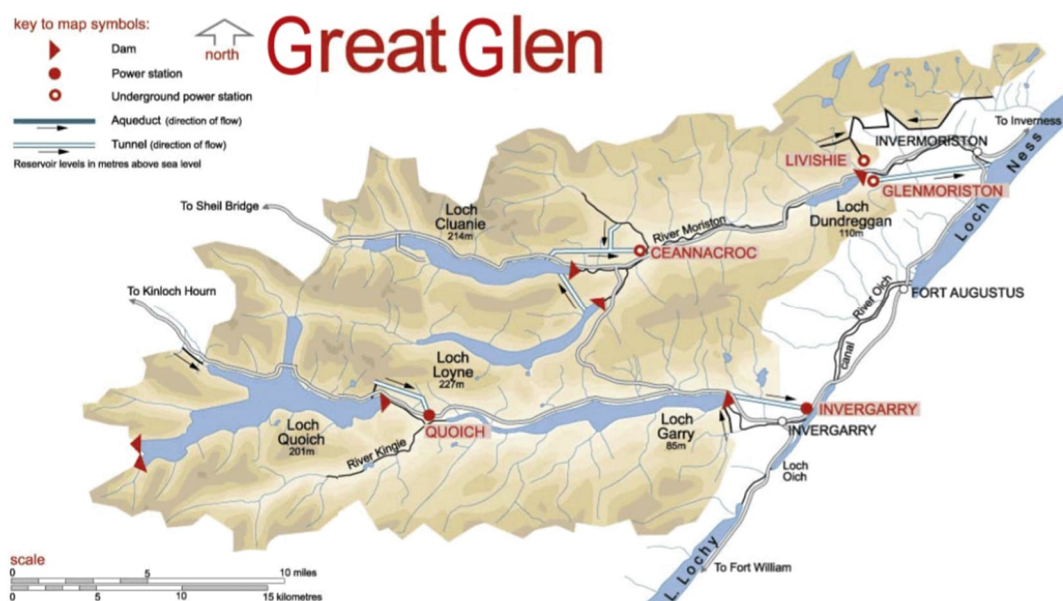 key to map symbols:
Dam
Power station
Underground power station
Aqueduct (direction of flow)
Tunnel (direction of flow)
Reservoir levels in metres above sea level
north
Great Glen
To Inverness
INVERMORISTON
LIVISHIE
GLENMORISTON
Loch Ness
To Sheil Bridge
Loch
Cluanie
214m
River Moriston
Loch
Dundreggan
110m
CEANNACROC
To Kinloch Hourn
River Oich
FORT AUGUSTUS
canal
Loch
Loyne
227m
Loch
Quoich
201m
QUOICH
River Kingie
Loch
Garry
85m
INVERGARRY
INVERGARRY
Loch
Oich
L. Lochy
To Fort William
scale
0 5 10 miles
0 5 10 15 kilometres